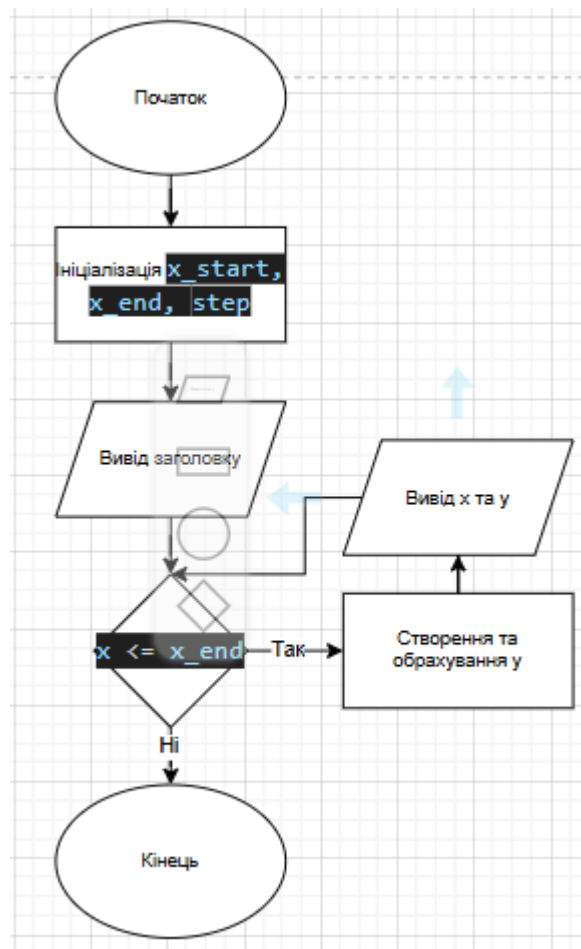 Початок
Ініціалізація x_start,
x_end, step
Вивід заголовку
Вивід x та y
x <= x_end
Так
Створення та
обрахування y
Ні
Кінець